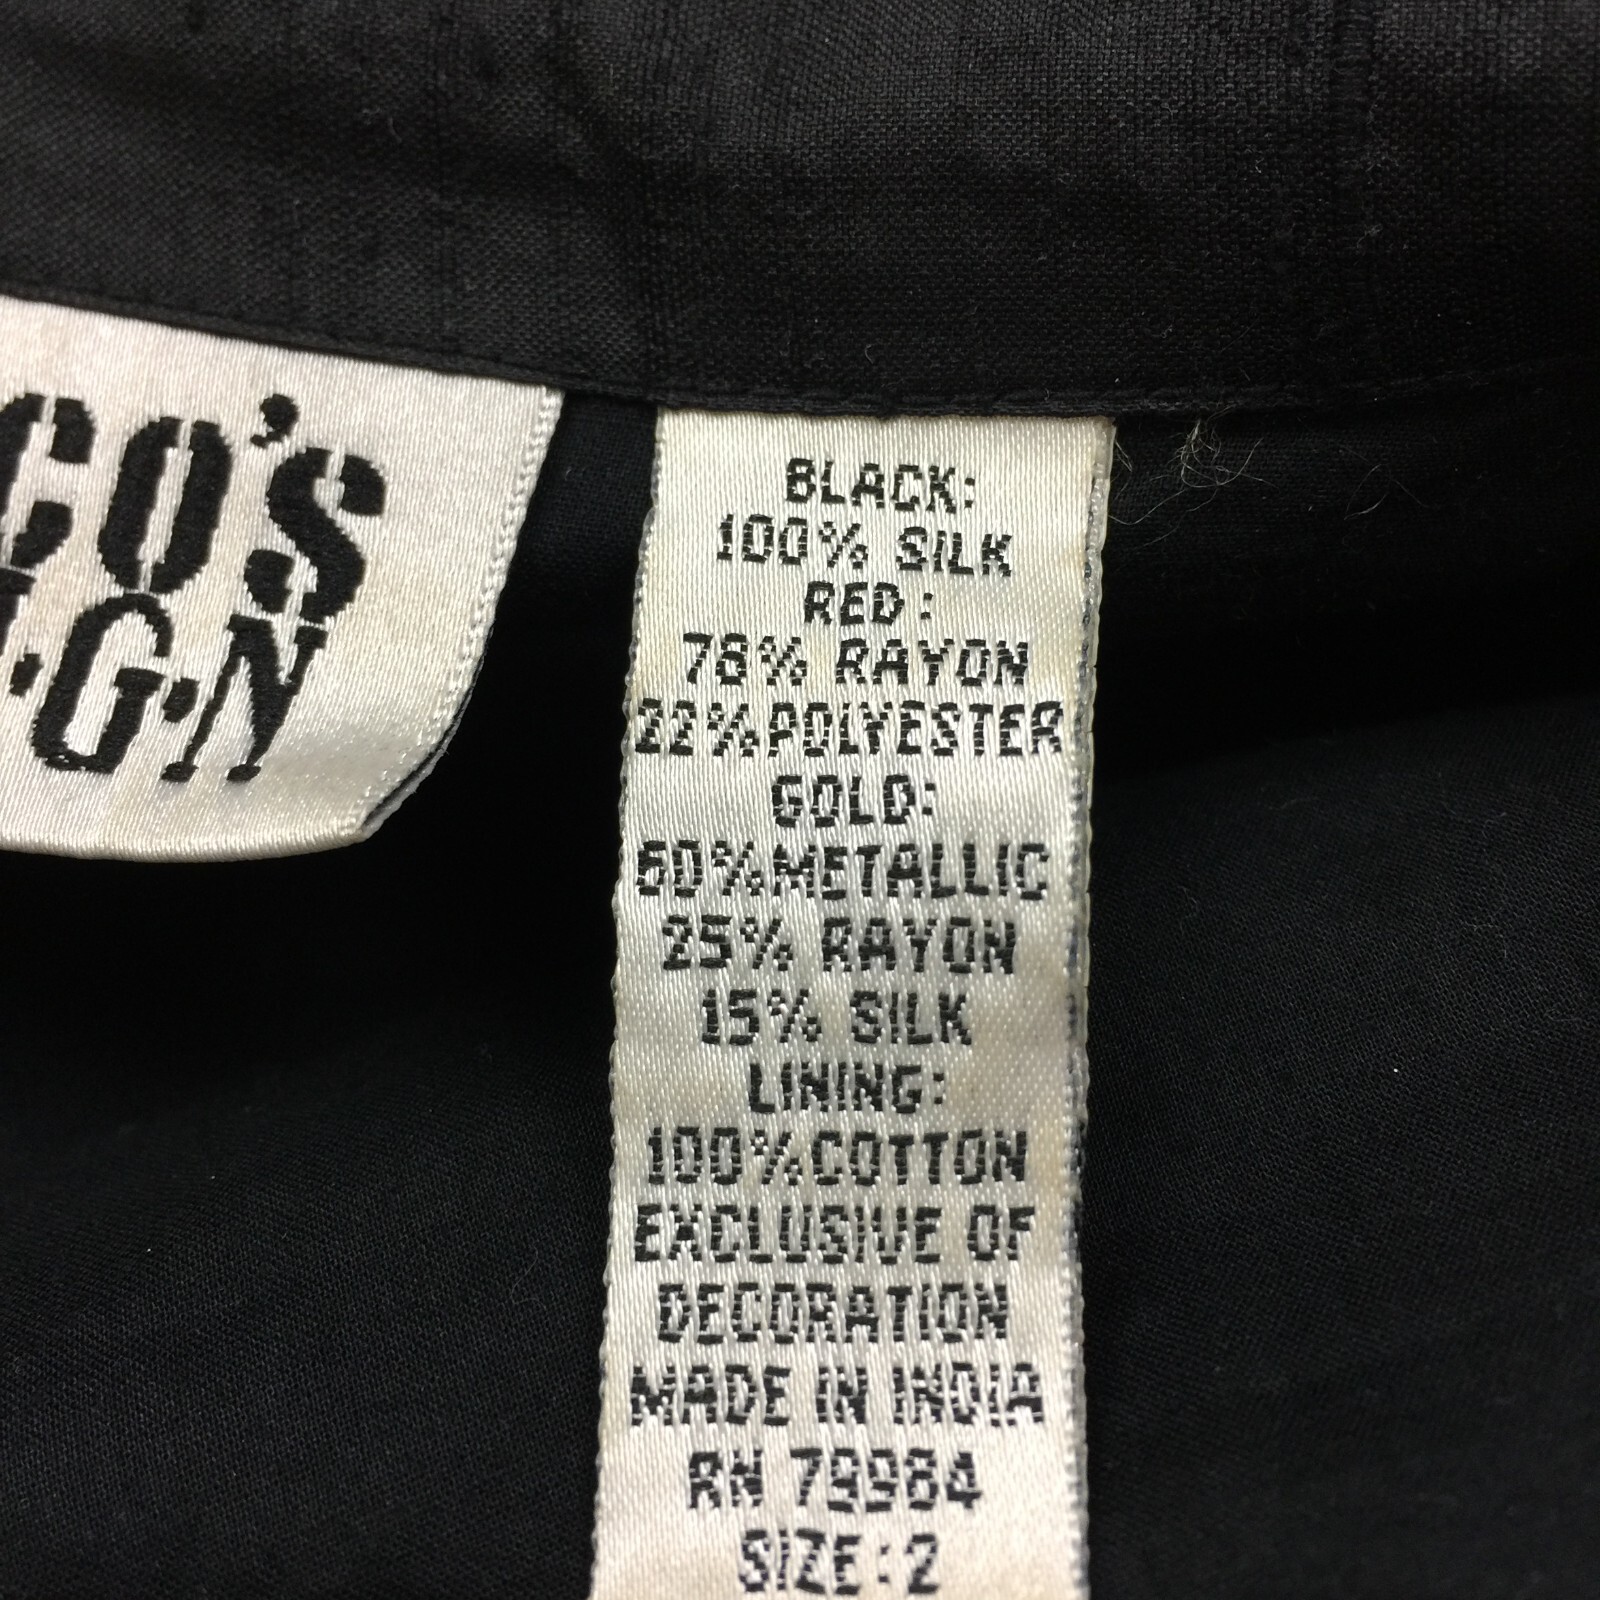 CO'S
I.G.N
BLACK:
100% SILK
RED:
78% RAYON
22% POLYESTER
GOLD:
60% METALLIC
25% RAYON
15% SILK
LINING:
100% COTTON
EXCLUSIVE OF
DECORATION
MADE IN INDIA
RN 79984
SIZE:2